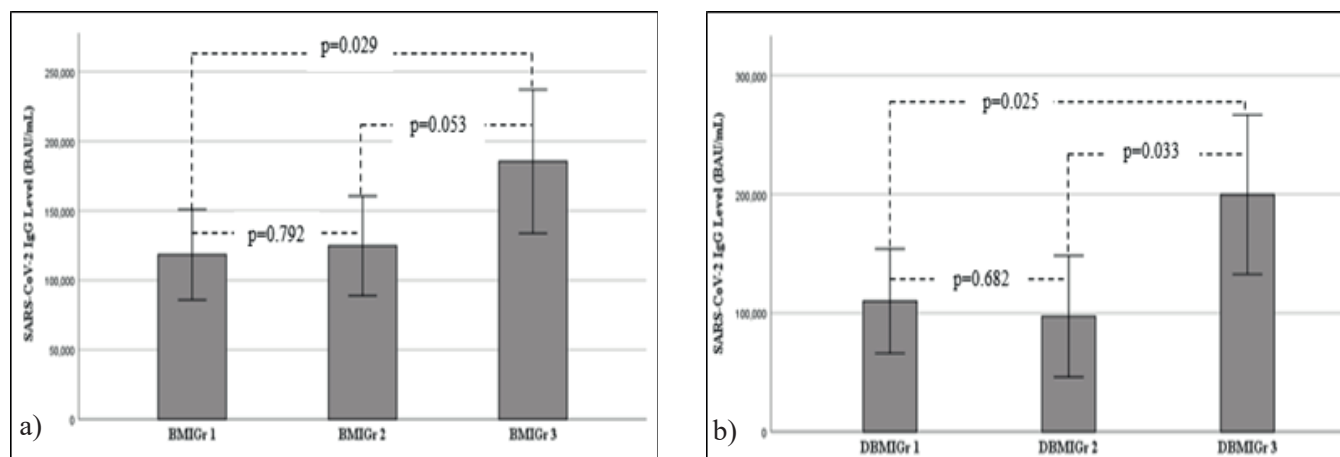 SARS-CoV-2 IgG Level (BAU/mL)
250,000
200,000
150,000
100,000
50,000
0
p=0.029
p=0.053
p=0.792
BMIGr 1
BMIGr 2
BMIGr 3
a)
SARS-CoV-2 IgG Level (BAU/mL)
300,000
200,000
100,000
0
p=0.025
p=0.033
p=0.682
DBMIGr 1
DBMIGr 2
DBMIGr 3
b)